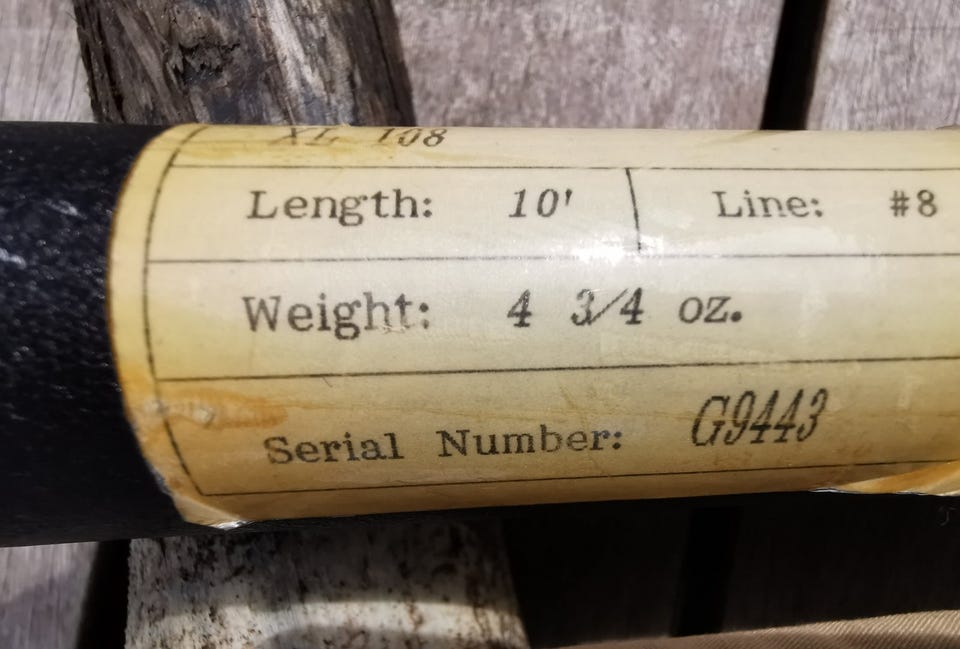 XL 108
Length: 10' Line: #8
Weight: 4 3/4 oz.
Serial Number: G9443